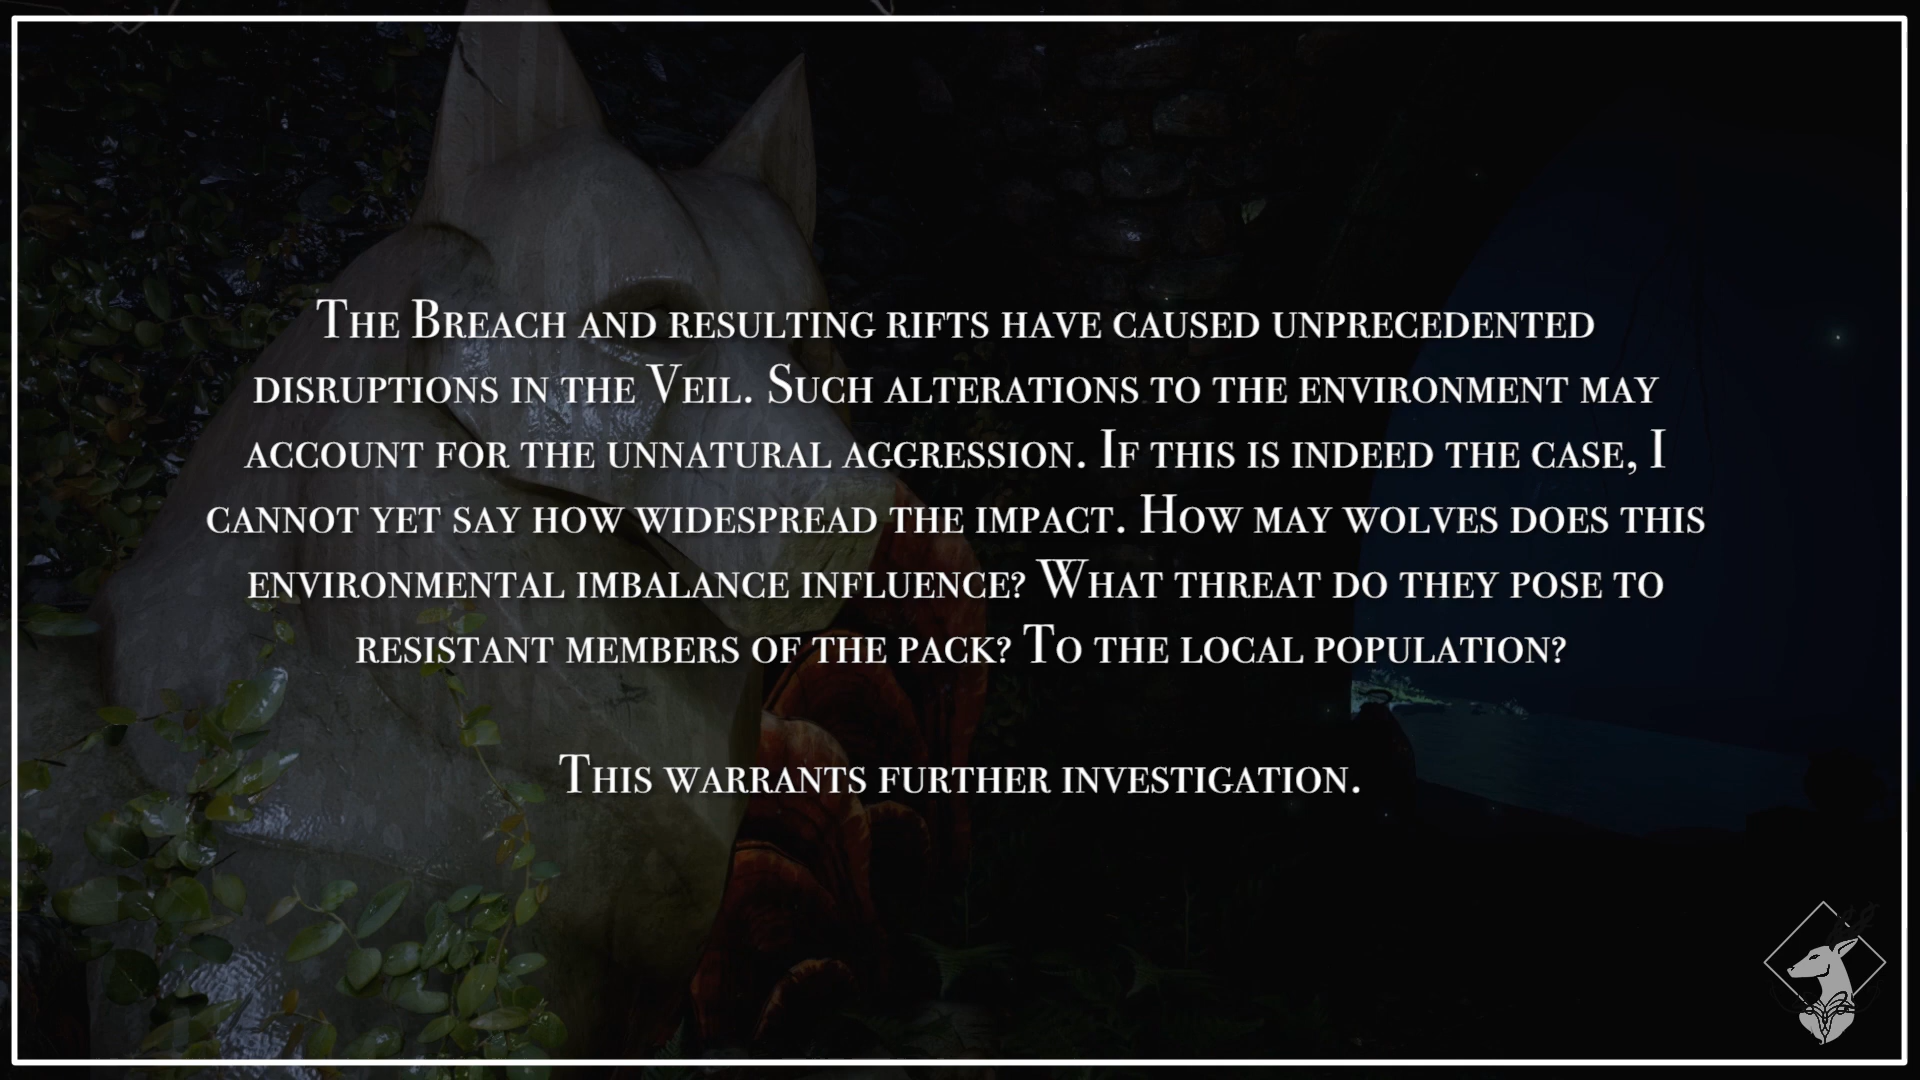 The Breach and resulting rifts have caused unprecedented
disruptions in the Veil. Such alterations to the environment may
account for the unnatural aggression. If this is indeed the case, I
cannot yet say how widespread the impact. How may wolves does this
environmental imbalance influence? What threat do they pose to
resistant members of the pack? To the local population?
This warrants further investigation.